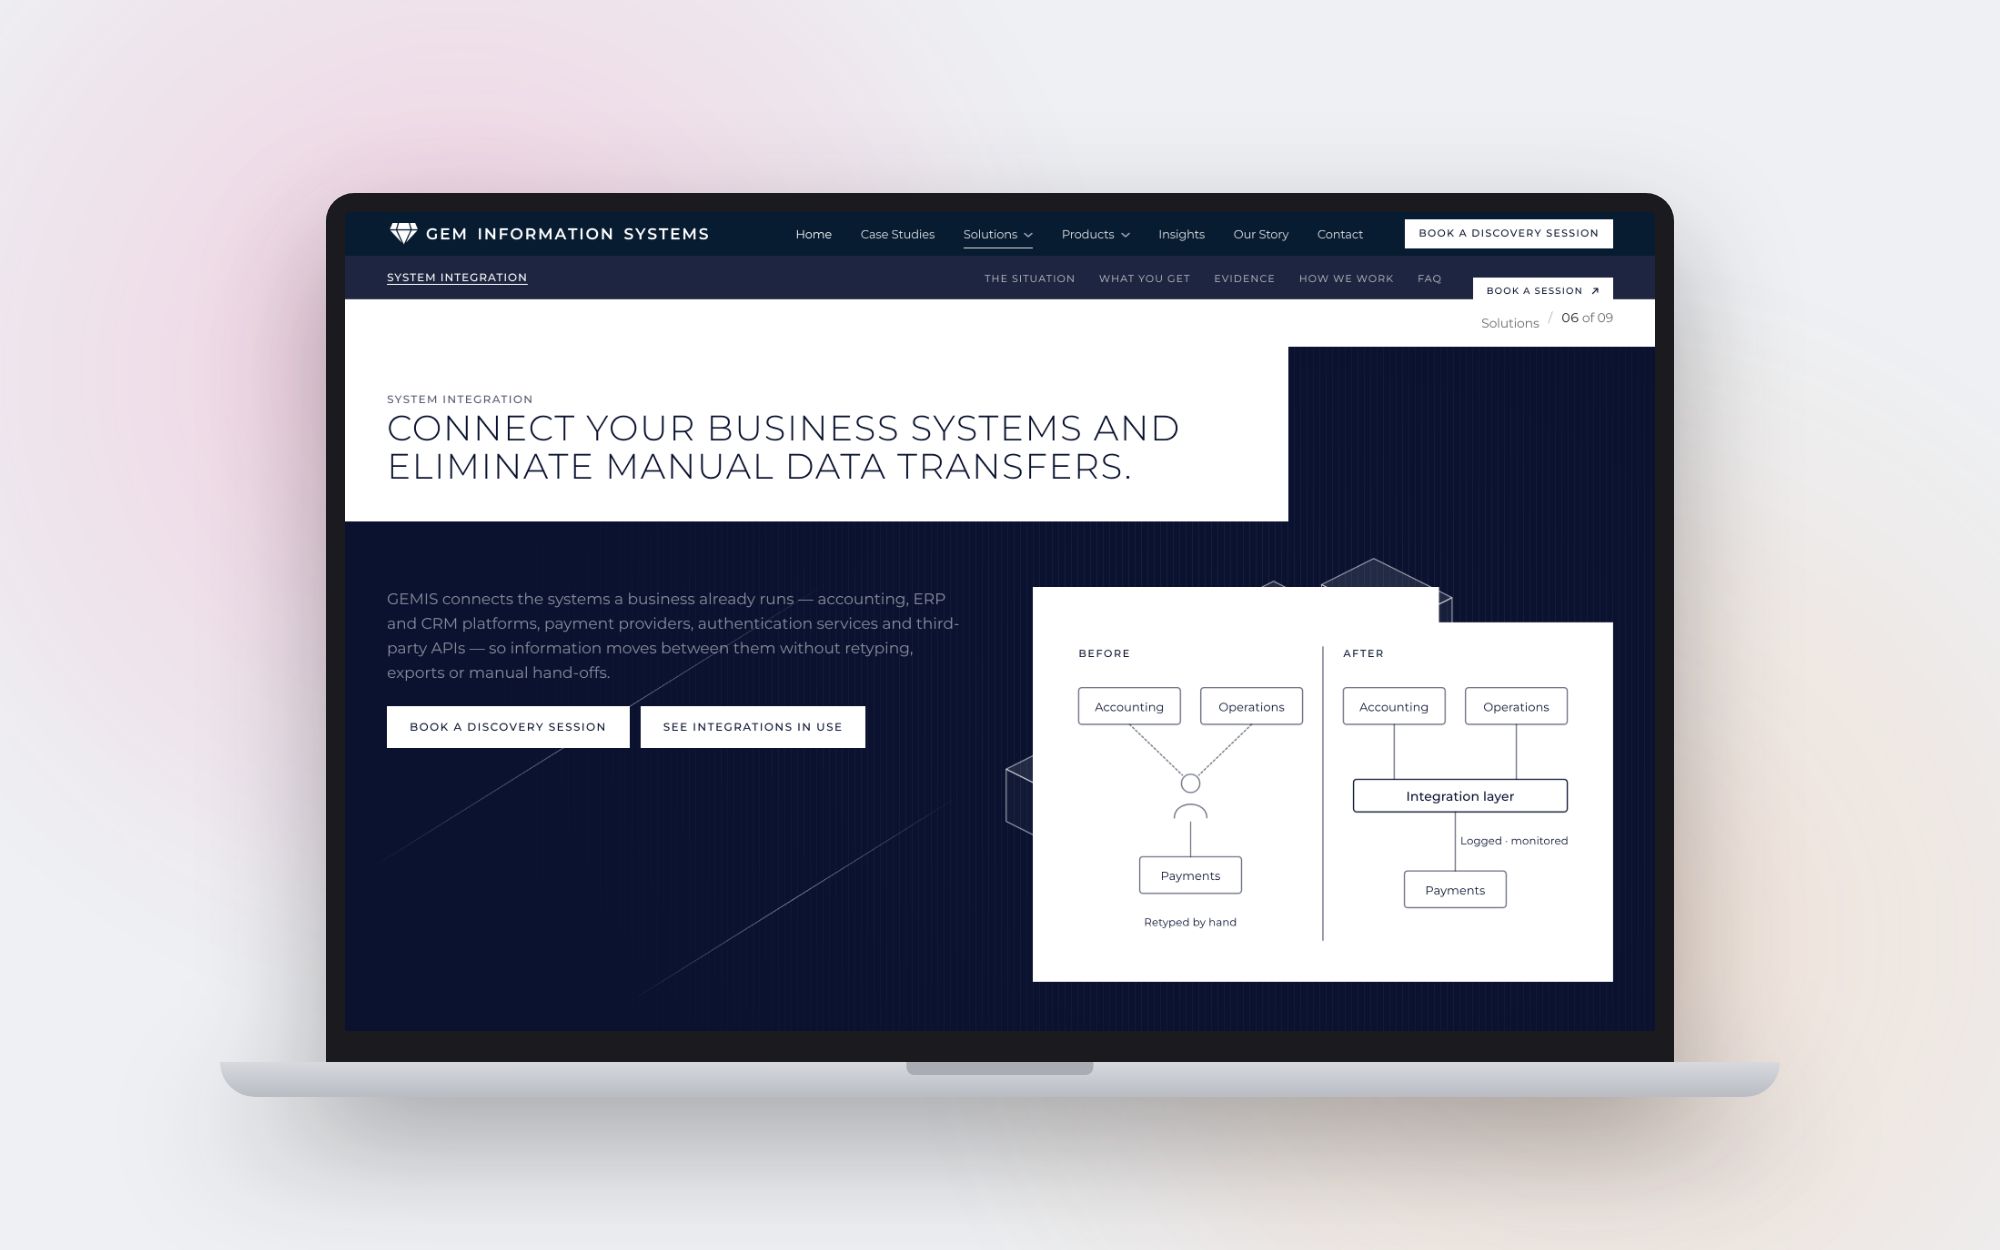 GEM INFORMATION SYSTEMS
Home Case Studies Solutions Products Insights Our Story Contact
BOOK A DISCOVERY SESSION
SYSTEM INTEGRATION
THE SITUATION WHAT YOU GET EVIDENCE HOW WE WORK FAQ
BOOK A SESSION
Solutions / 06 of 09
SYSTEM INTEGRATION
CONNECT YOUR BUSINESS SYSTEMS AND
ELIMINATE MANUAL DATA TRANSFERS.
GEMIS connects the systems a business already runs — accounting, ERP
and CRM platforms, payment providers, authentication services and third-
party APIs — so information moves between them without retyping,
exports or manual hand-offs.
BOOK A DISCOVERY SESSION
SEE INTEGRATIONS IN USE
BEFORE
Accounting
Operations
Payments
Retyped by hand
AFTER
Accounting
Operations
Integration layer
Logged · monitored
Payments